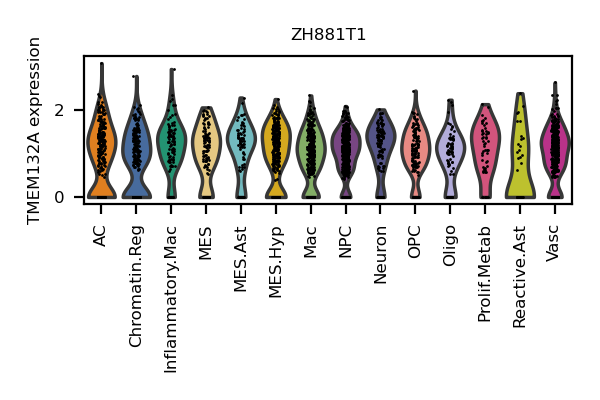 ZH881T1
TMEM132A expression
2
0
AC
Chromatin.Reg
Inflammatory.Mac
MES
MES.Ast
MES.Hyp
Mac
NPC
Neuron
OPC
Oligo
Prolif.Metab
Reactive.Ast
Vasc